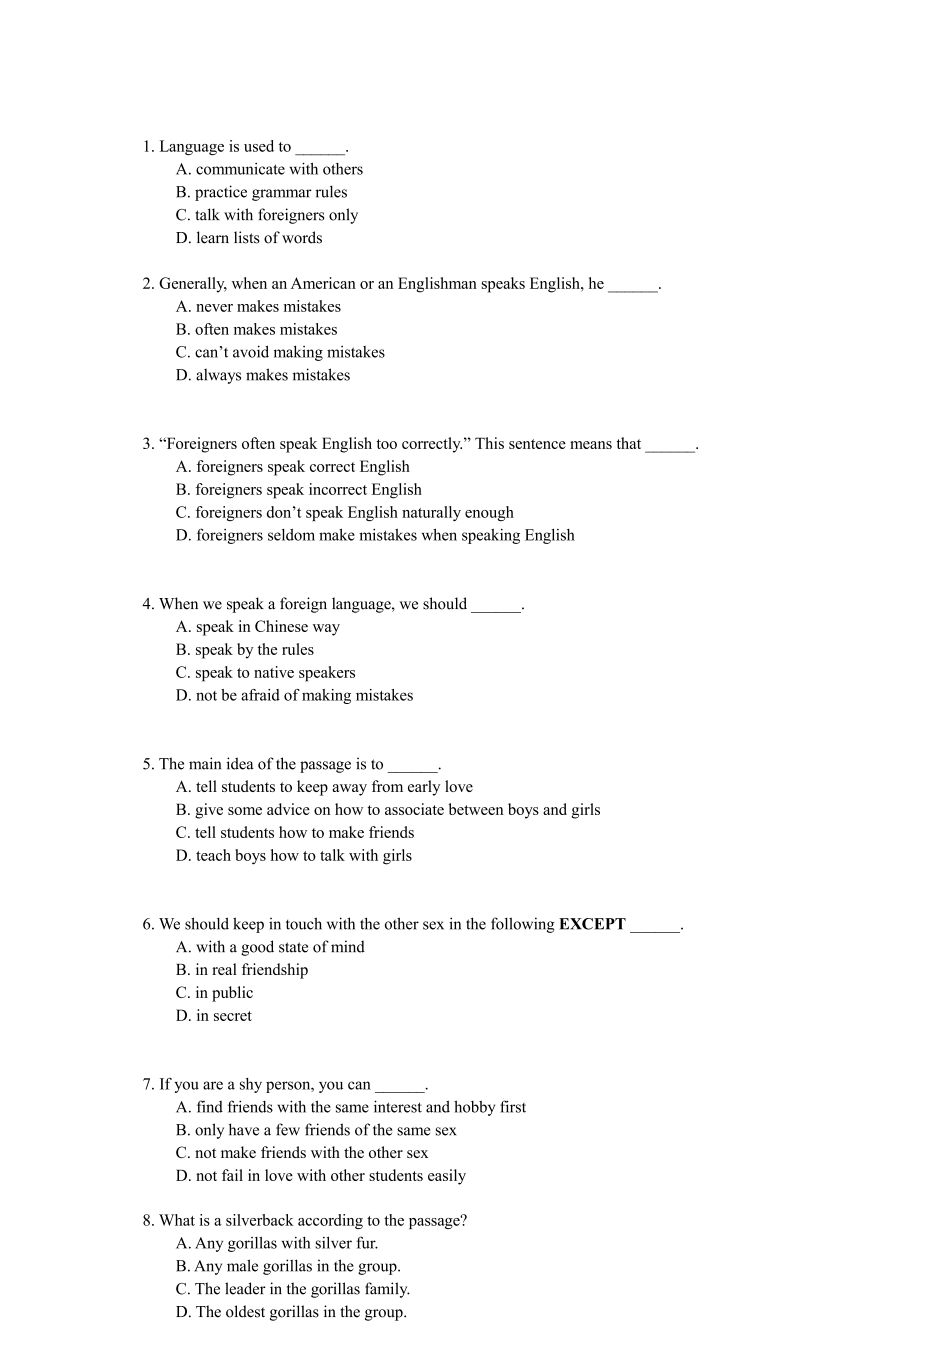 1. Language is used to ______.
A. communicate with others
B. practice grammar rules
C. talk with foreigners only
D. learn lists of words
2. Generally, when an American or an Englishman speaks English, he ______.
A. never makes mistakes
B. often makes mistakes
C. can’t avoid making mistakes
D. always makes mistakes
3. “Foreigners often speak English too correctly.” This sentence means that ______.
A. foreigners speak correct English
B. foreigners speak incorrect English
C. foreigners don’t speak English naturally enough
D. foreigners seldom make mistakes when speaking English
4. When we speak a foreign language, we should ______.
A. speak in Chinese way
B. speak by the rules
C. speak to native speakers
D. not be afraid of making mistakes
5. The main idea of the passage is to ______.
A. tell students to keep away from early love
B. give some advice on how to associate between boys and girls
C. tell students how to make friends
D. teach boys how to talk with girls
6. We should keep in touch with the other sex in the following EXCEPT ______.
A. with a good state of mind
B. in real friendship
C. in public
D. in secret
7. If you are a shy person, you can ______.
A. find friends with the same interest and hobby first
B. only have a few friends of the same sex
C. not make friends with the other sex
D. not fail in love with other students easily
8. What is a silverback according to the passage?
A. Any gorillas with silver fur.
B. Any male gorillas in the group.
C. The leader in the gorillas family.
D. The oldest gorillas in the group.